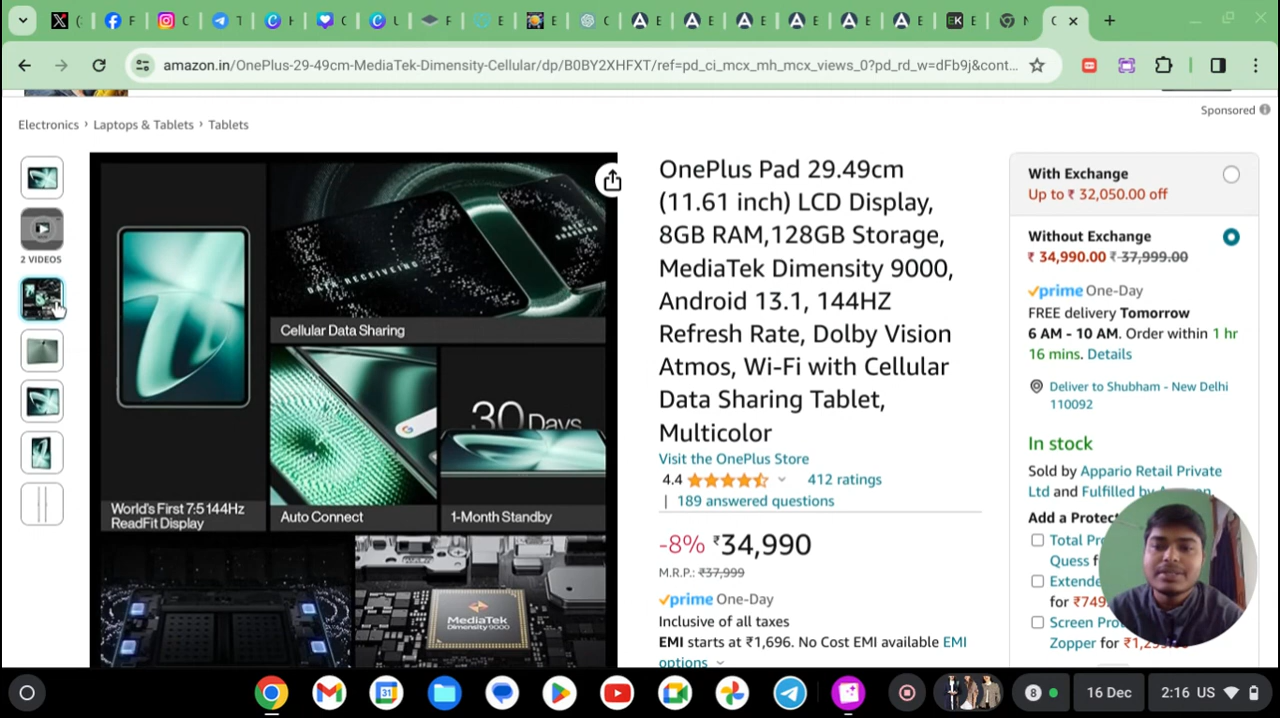 F
C
T
H
C
L
F
E
E
C
E
E
E
E
E
E
E
N
C
amazon.in/OnePlus-29-49cm-MediaTek-Dimensity-Cellular/dp/B0BY2XHFXT/ref=pd_ci_mcx_mh_mcx_views_0?pd_rd_w=dFb9j&cont...
Sponsored
Electronics › Laptops & Tablets › Tablets
2 VIDEOS
DATA RECEIVING
Cellular Data Sharing
30 Days
World's First 7:5 144Hz
ReadFit Display
Auto Connect
1-Month Standby
MediaTek
Dimensity 9000
OnePlus Pad 29.49cm
(11.61 inch) LCD Display,
8GB RAM,128GB Storage,
MediaTek Dimensity 9000,
Android 13.1, 144HZ
Refresh Rate, Dolby Vision
Atmos, Wi-Fi with Cellular
Data Sharing Tablet,
Multicolor
Visit the OnePlus Store
4.4 412 ratings
| 189 answered questions
-8% ₹34,990
M.R.P.: ₹37,999
prime One-Day
Inclusive of all taxes
EMI starts at ₹1,696. No Cost EMI available EMI
options
With Exchange
Up to ₹ 32,050.00 off
Without Exchange
₹ 34,990.00 ₹ 37,999.00
prime One-Day
FREE delivery Tomorrow
6 AM - 10 AM. Order within 1 hr
16 mins. Details
Deliver to Shubham - New Delhi
110092
In stock
Sold by Appario Retail Private
Ltd and Fulfilled by
Add a Protec
Total Pr
Quess f
Extende
for ₹749
Screen Pro
Zopper for
31
8
16 Dec
2:16 US